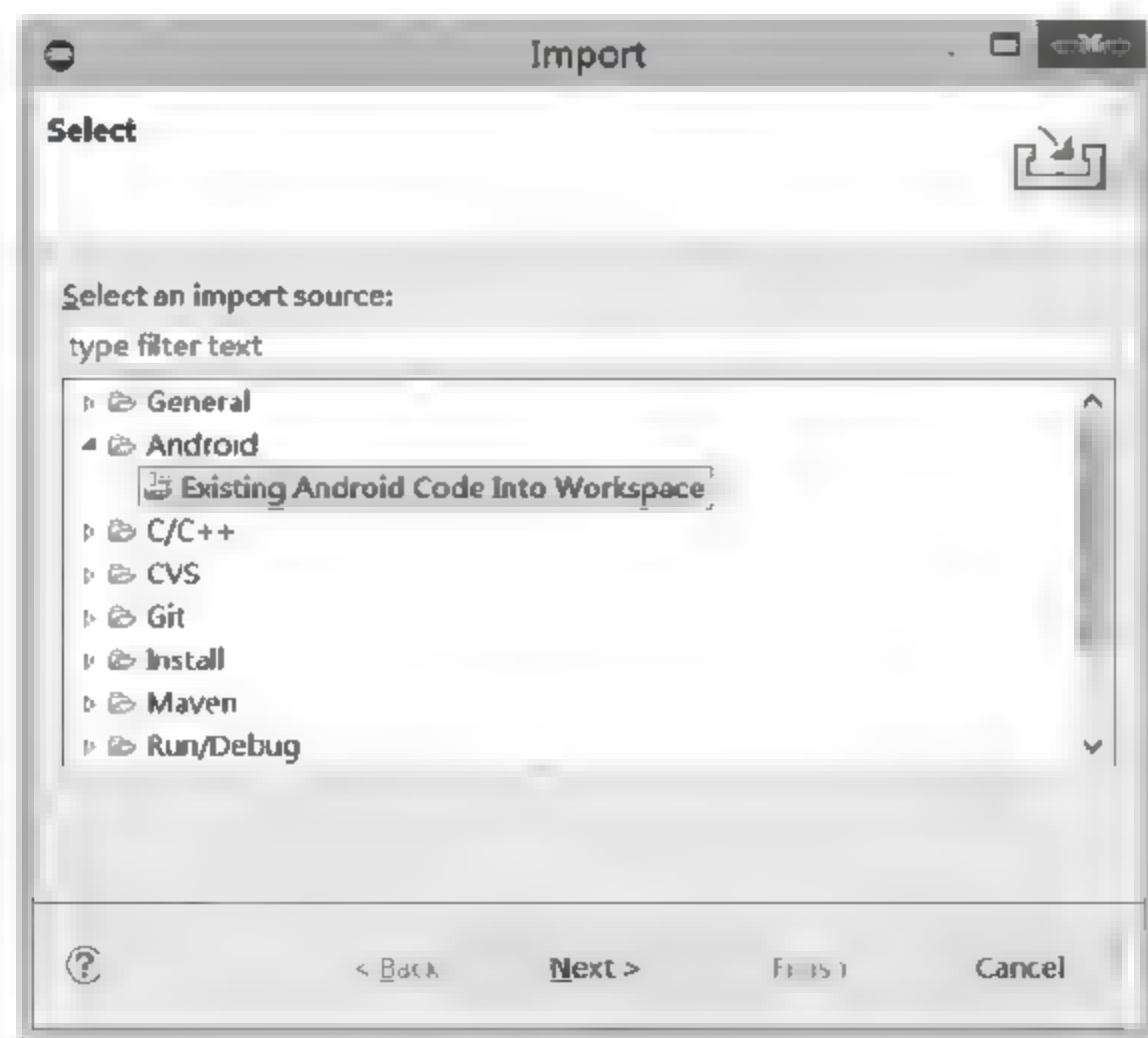 Import
Select
Select an import source:
type filter text
General
Android
Existing Android Code Into Workspace
C/C++
CVS
Git
Install
Maven
Run/Debug
? < Back Next > Finish Cancel